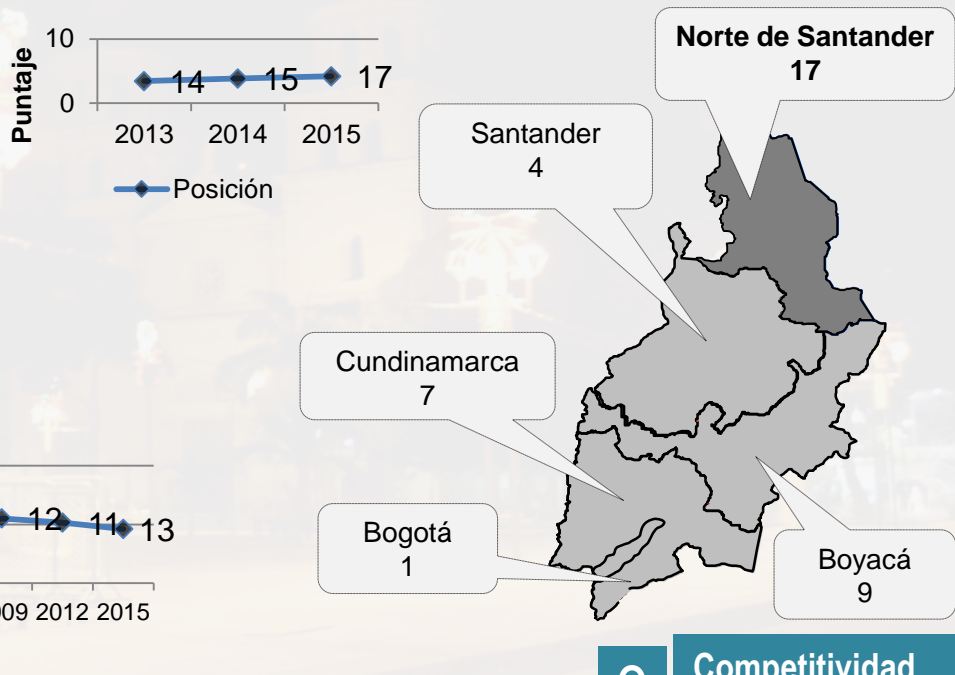 Puntaje
10
0
14
15
17
2013 2014 2015
Posición
Norte de Santander
17
Santander
4
Cundinamarca
7
Bogotá
1
Boyacá
9
12
11
13
2012 2015
Competitividad